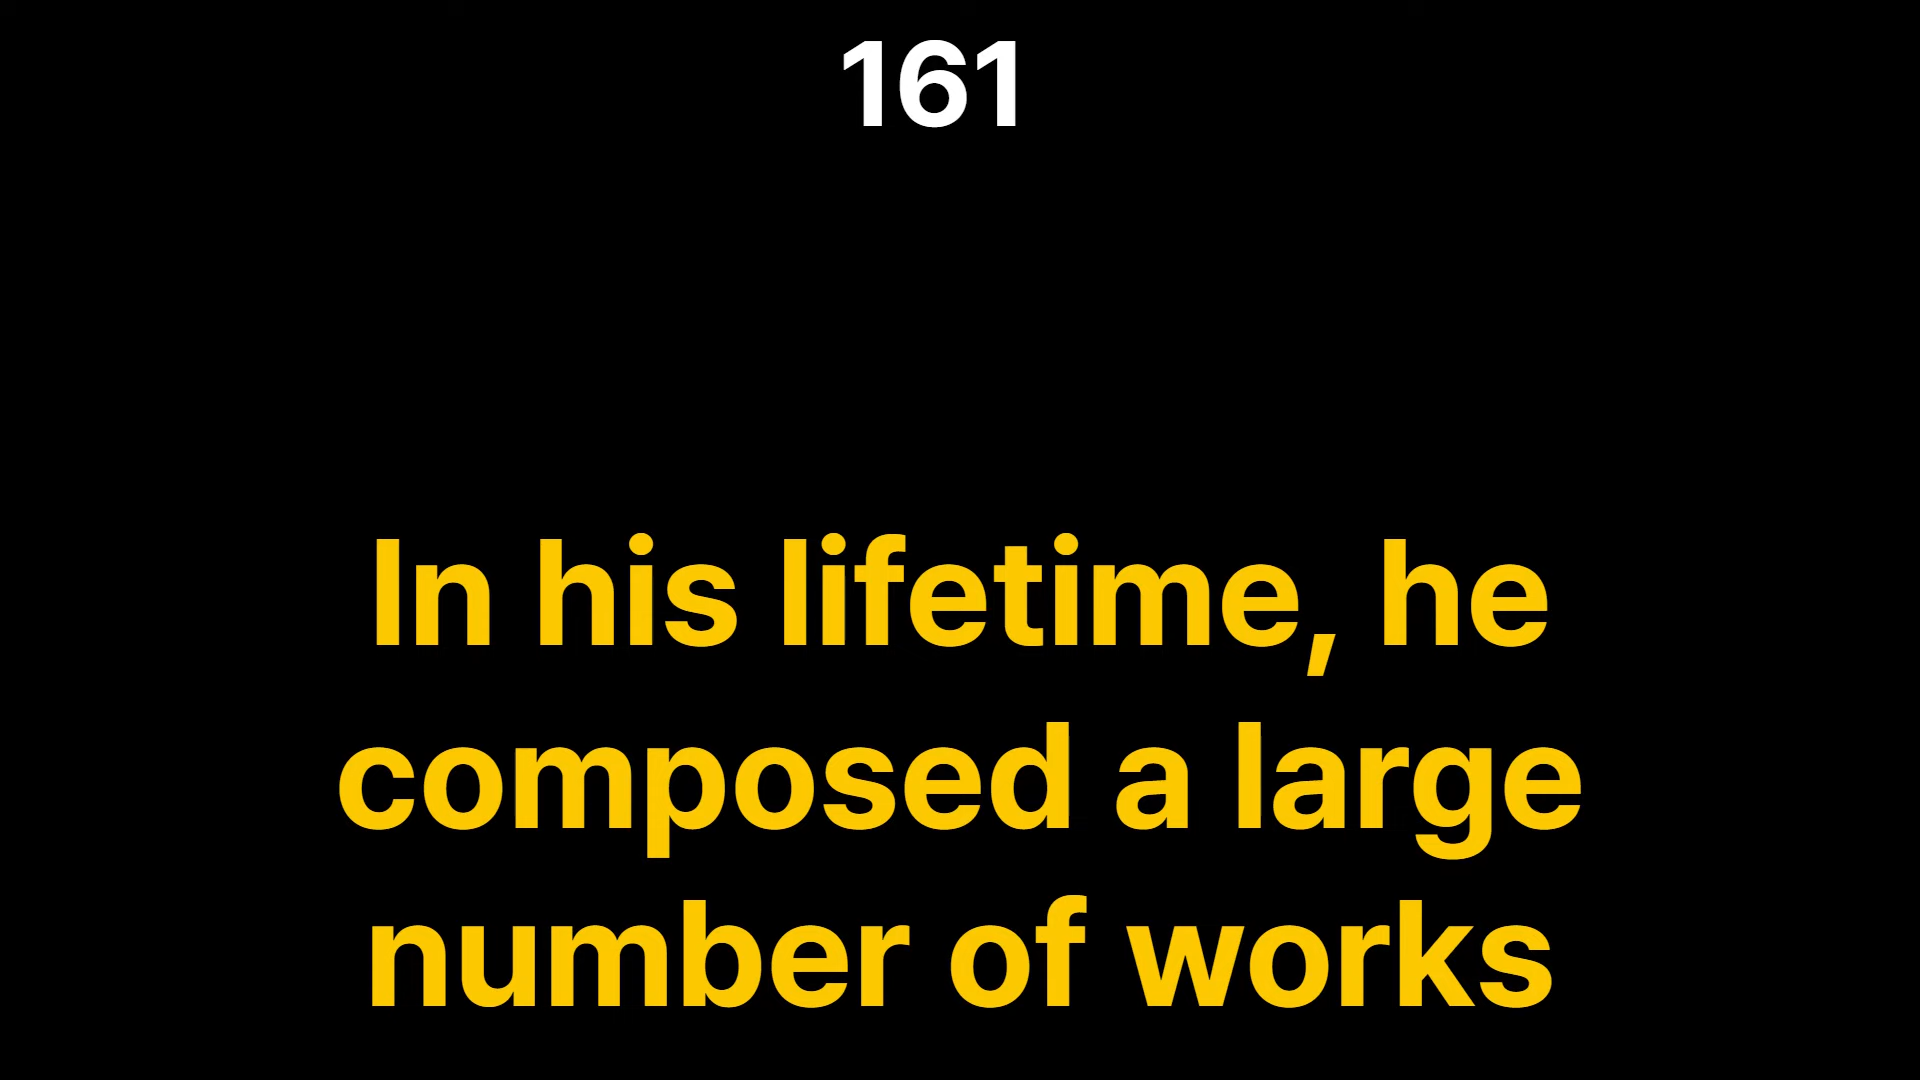 161
In his lifetime, he
composed a large
number of works